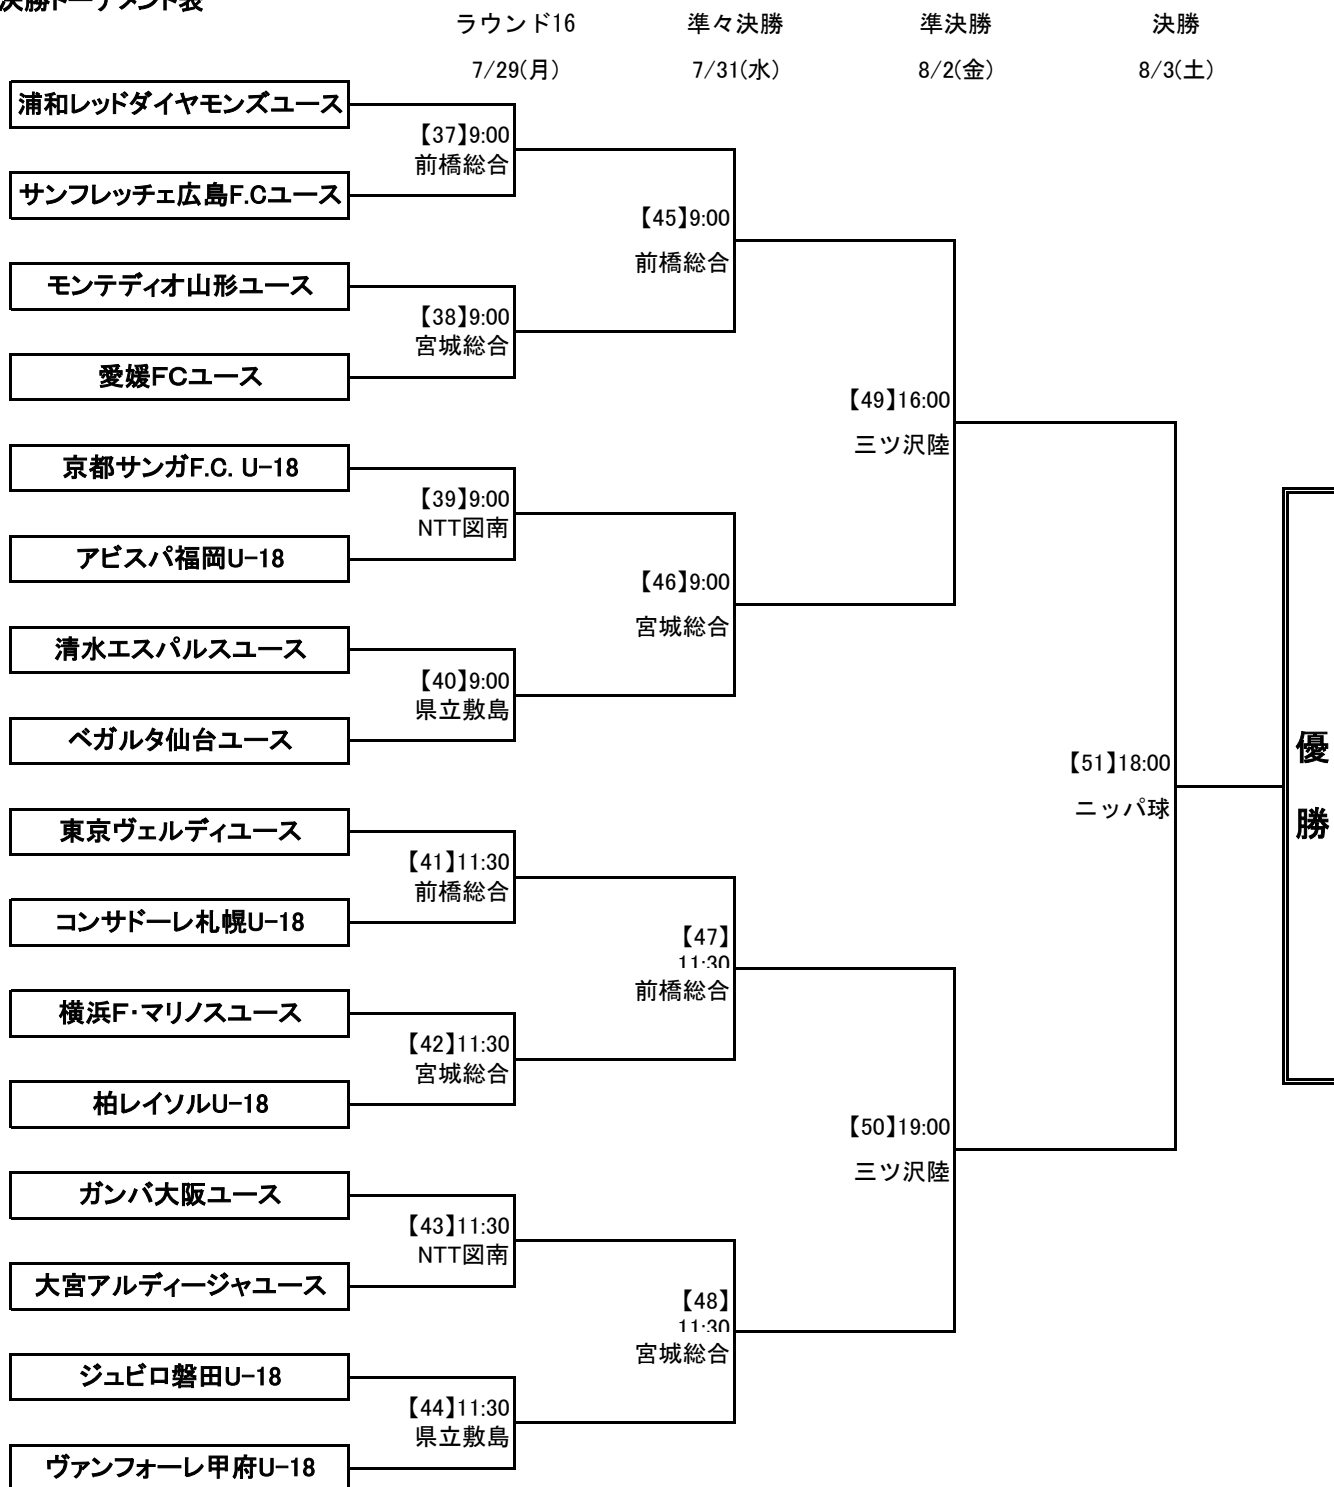 決勝トーナメント表
ラウンド16
準々決勝
準決勝
決勝
7/29(月)
7/31(水)
8/2(金)
8/3(土)
浦和レッドダイヤモンズユース
【37】9:00
前橋総合
サンフレッチェ広島F.Cユース
【45】9:00
前橋総合
モンテディオ山形ユース
【38】9:00
宮城総合
愛媛FCユース
【49】16:00
三ツ沢陸
京都サンガF.C. U-18
【39】9:00
NTT図南
アビスパ福岡U-18
【46】9:00
宮城総合
清水エスパルスユース
【40】9:00
県立敷島
ベガルタ仙台ユース
優
勝
【51】18:00
ニッパ球
東京ヴェルディユース
【41】11:30
前橋総合
コンサドーレ札幌U-18
【47】
11:30
前橋総合
横浜F・マリノスユース
【42】11:30
宮城総合
柏レイソルU-18
【50】19:00
三ツ沢陸
ガンバ大阪ユース
【43】11:30
NTT図南
大宮アルディージャユース
【48】
11:30
宮城総合
ジュビロ磐田U-18
【44】11:30
県立敷島
ヴァンフォーレ甲府U-18